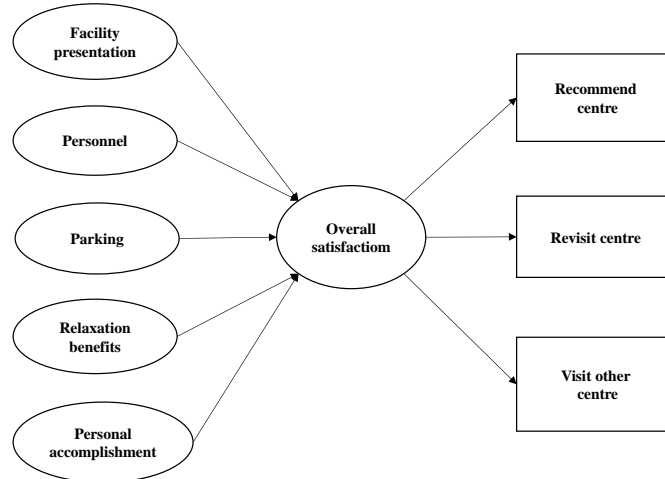 Facility
presentation
Personnel
Parking
Relaxation
benefits
Personal
accomplishment
Overall
satisfactiom
Recommend
centre
Revisit centre
Visit other
centre